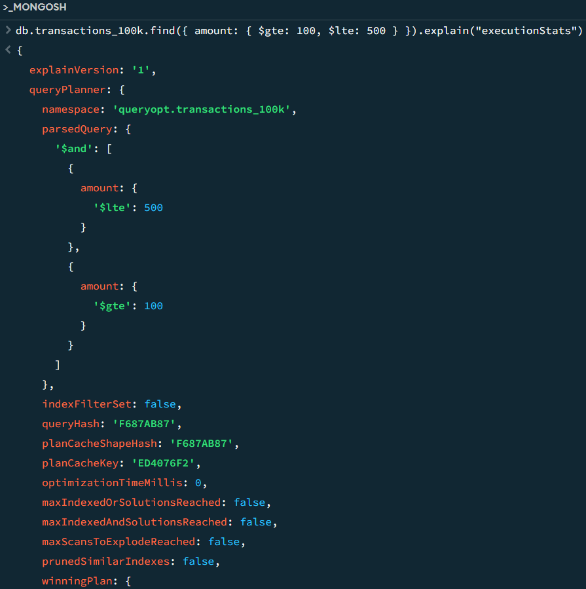 >_MONGOSH
> db.transactions_100k.find({ amount: { $gte: 100, $lte: 500 } }).explain("executionStats")
< {
explainVersion: '1',
queryPlanner: {
namespace: 'queryopt.transactions_100k',
parsedQuery: {
'$and': [
{
amount: {
'$lte': 500
}
},
{
amount: {
'$gte': 100
}
}
]
},
indexFilterSet: false,
queryHash: 'F687AB87',
planCacheShapeHash: 'F687AB87',
planCacheKey: 'ED4076F2',
optimizationTimeMillis: 0,
maxIndexedOrSolutionsReached: false,
maxIndexedAndSolutionsReached: false,
maxScansToExplodeReached: false,
prunedSimilarIndexes: false,
winningPlan: {